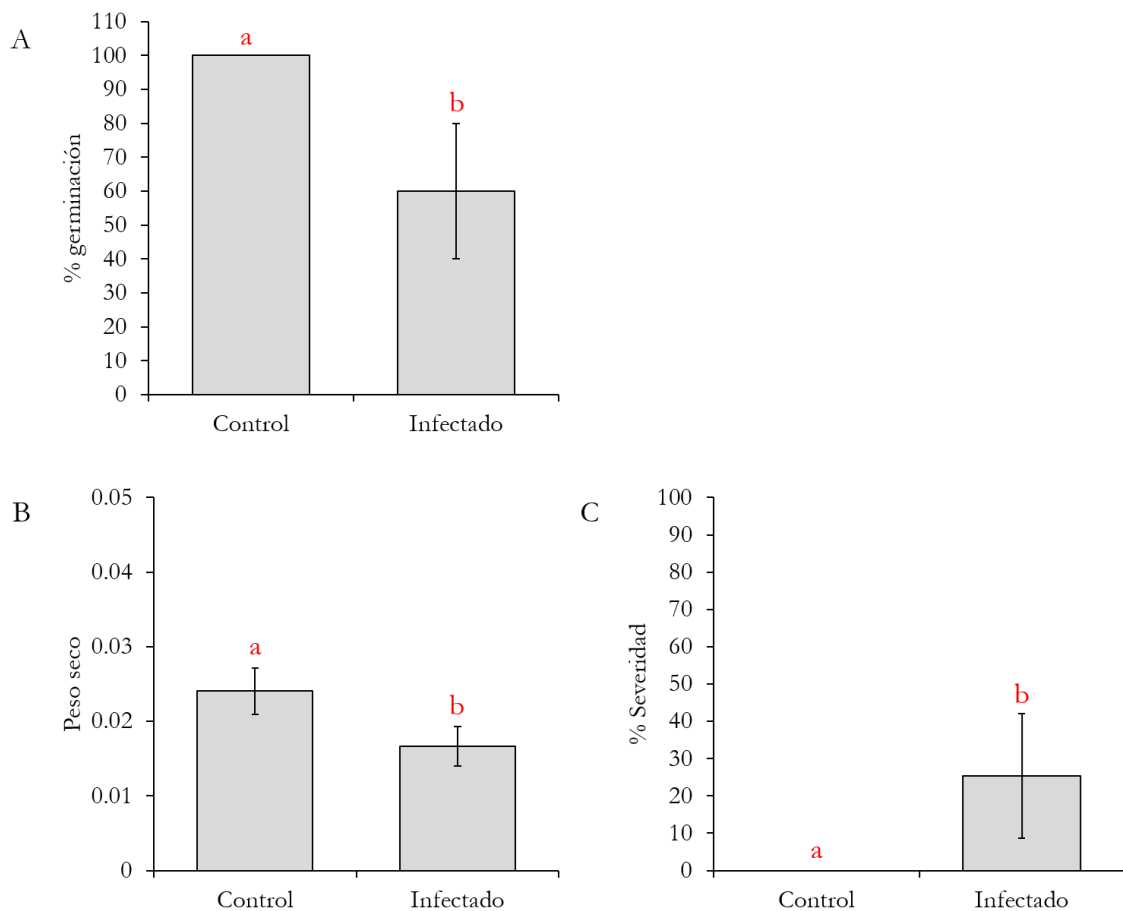 A
% germinación
110
100
90
80
70
60
50
40
30
20
10
0
a
b
Control
Infectado
B
Peso seco
0.05
0.04
0.03
0.02
0.01
0
a
b
Control
Infectado
C
% Severidad
100
90
80
70
60
50
40
30
20
10
0
a
b
Control
Infectado